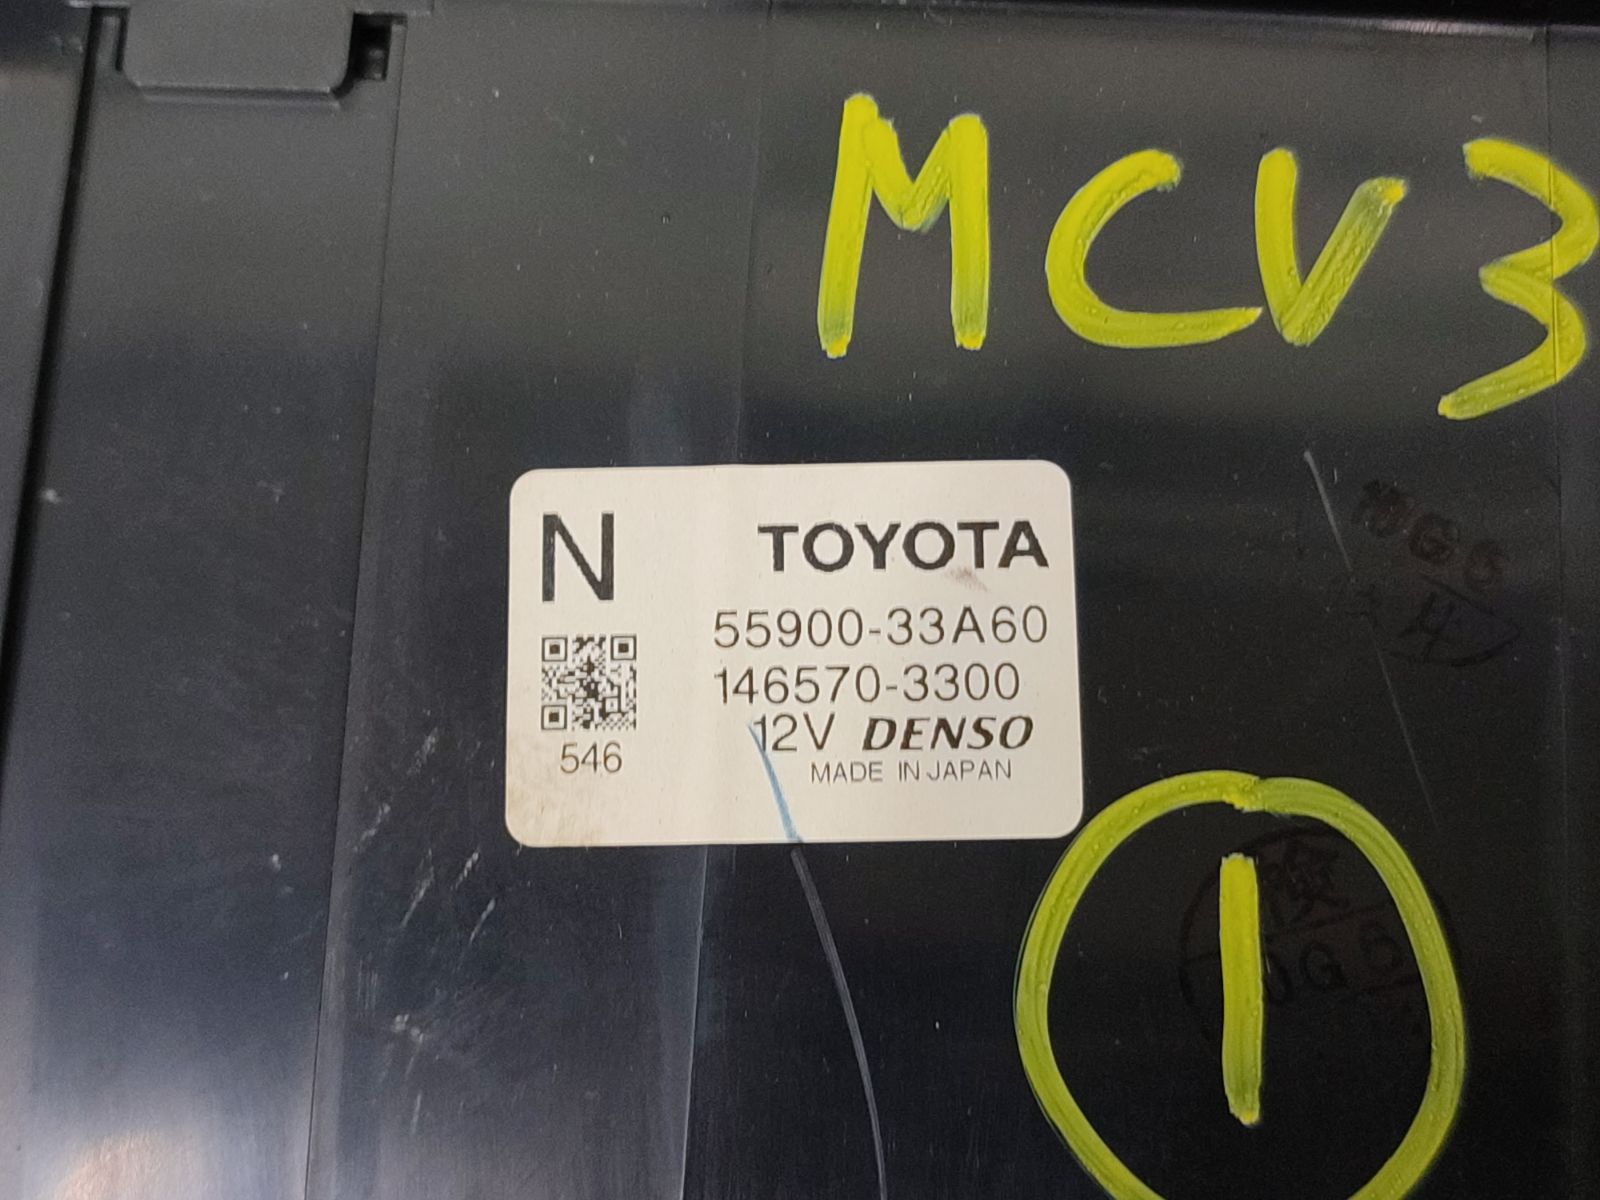 MCV3
N
TOYOTA
55900-33A60
146570-3300
12V DENSO
546
MADE IN JAPAN
1